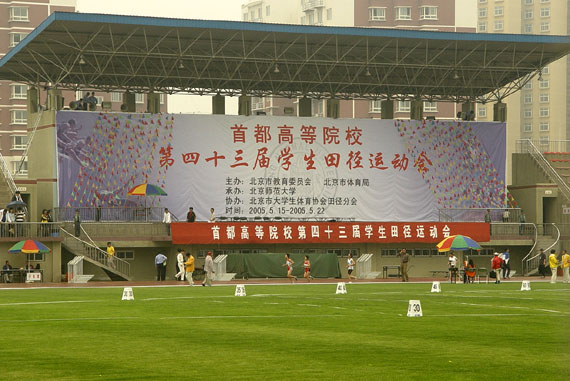 首都高等院校
第四十三届学生田径运动会
主办：北京市教育委员会 北京市体育局
承办：北京师范大学
协办：北京市大学生体育协会田径分会
时间：2005.5.15-2005.5.22
首都高等院校第四十三届学生田径运动会
30